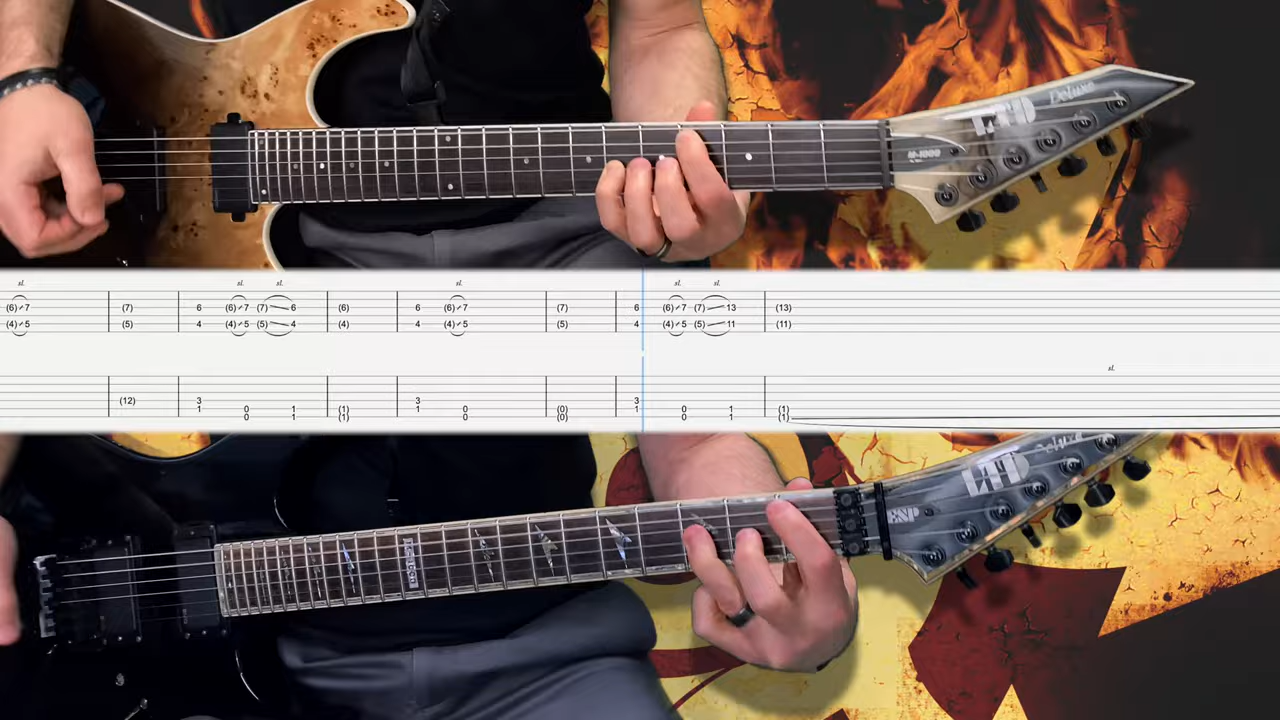 LTD Deluxe
M-1000
sl. sl. sl. sl. sl. sl.
(6) 7 (7) 6 (6) 7 (7) 6 (6) 6 (6) 7 (7) 6 (6) 7 (7) 13 (13)
(4) 5 (5) 4 (4) 5 (5) 4 (4) 4 (4) 5 (5) 4 (4) 5 (5) 11 (11)
sl.
(12) 3 3 3
1 0 1 (1) 1 0 (0) 1 0 1 (1)
0 1 (1) 0 (0) 0 1 (1)
LTD Deluxe
ESP